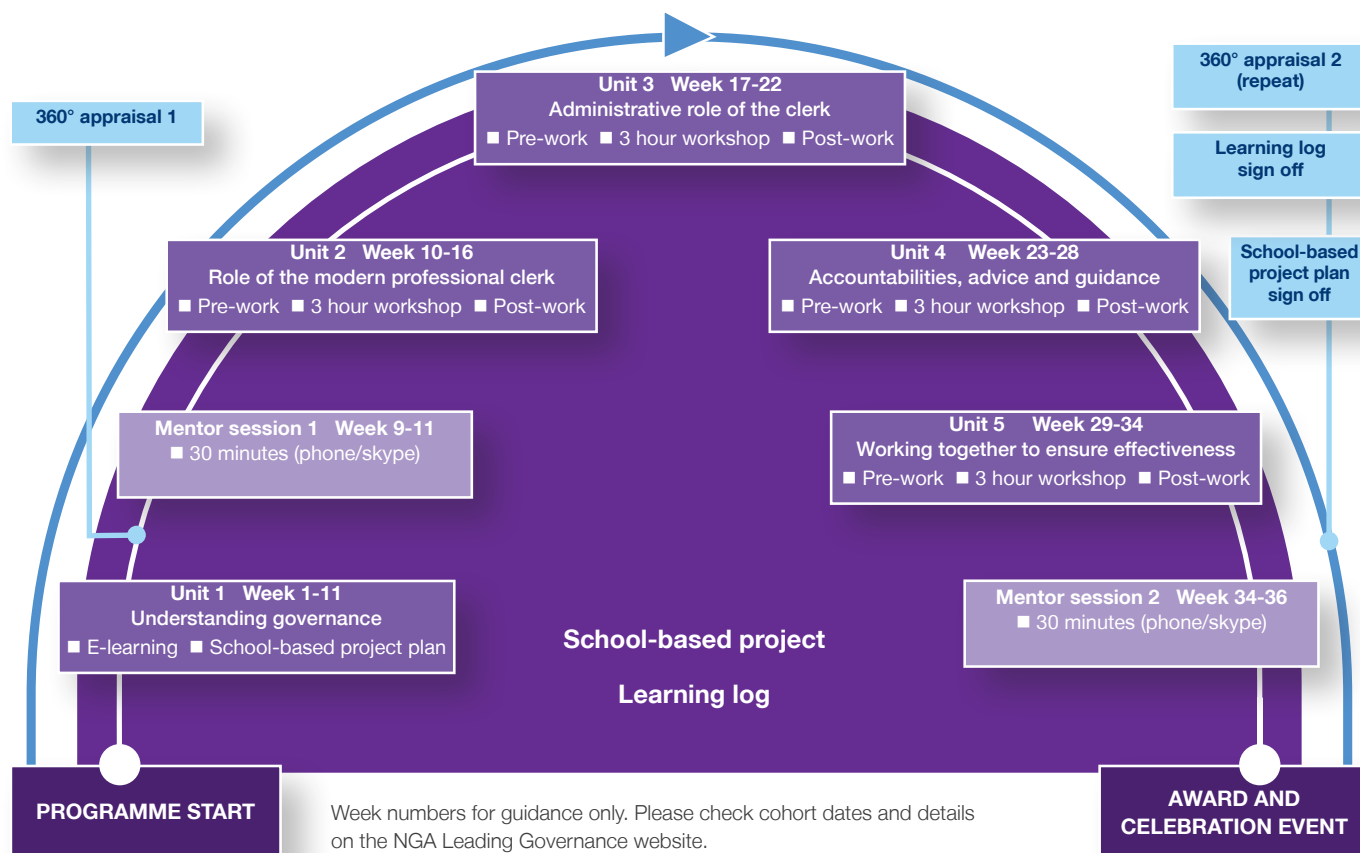 360° appraisal 1
Unit 3 Week 17-22
Administrative role of the clerk
■ Pre-work ■ 3 hour workshop ■ Post-work
360° appraisal 2
(repeat)
Learning log
sign off
School-based
project plan
sign off
Unit 2 Week 10-16
Role of the modern professional clerk
■ Pre-work ■ 3 hour workshop ■ Post-work
Unit 4 Week 23-28
Accountabilities, advice and guidance
■ Pre-work ■ 3 hour workshop ■ Post-work
Mentor session 1 Week 9-11
■ 30 minutes (phone/skype)
Unit 5 Week 29-34
Working together to ensure effectiveness
■ Pre-work ■ 3 hour workshop ■ Post-work
Unit 1 Week 1-11
Understanding governance
■ E-learning ■ School-based project plan
Mentor session 2 Week 34-36
■ 30 minutes (phone/skype)
School-based project
Learning log
PROGRAMME START
Week numbers for guidance only. Please check cohort dates and details
on the NGA Leading Governance website.
AWARD AND
CELEBRATION EVENT